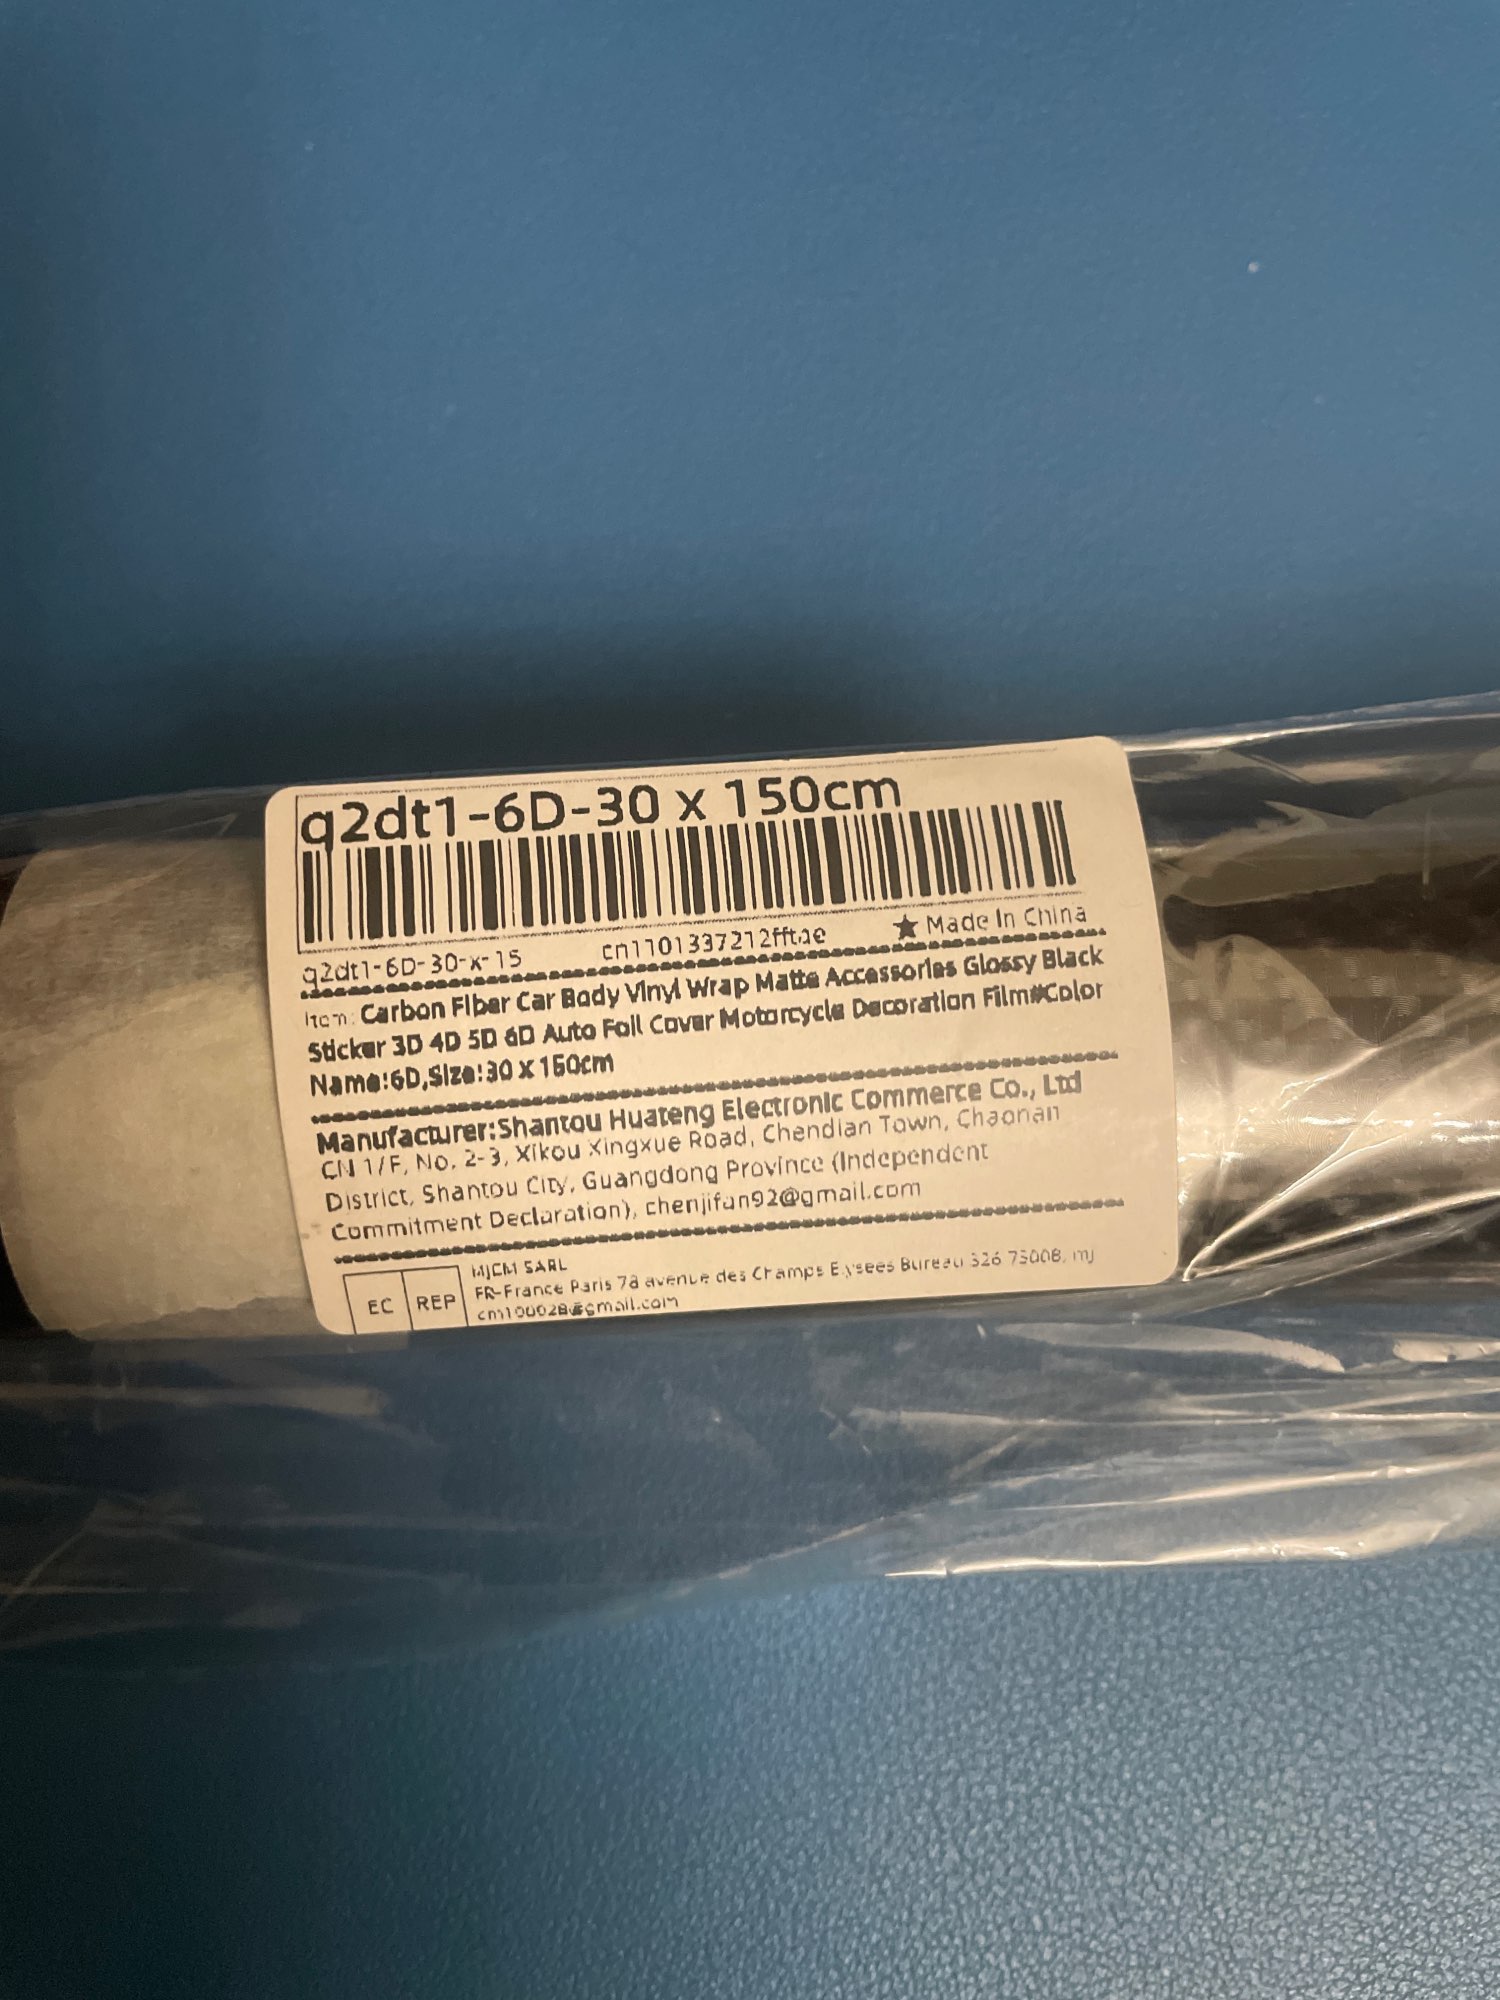 q2dt1-6D-30 x 150cm
q2dt1-6D-30-x-15 cn1101337212fftae ★ Made In China
Item: Carbon Fiber Car Body Vinyl Wrap Matte Accessories Glossy Black
Sticker 3D 4D 5D 6D Auto Foil Cover Motorcycle Decoration Film#Color
Name:6D,Size:30 x 150cm
Manufacturer:Shantou Huateng Electronic Commerce Co., Ltd
CN 1/F, No. 2-3, Xikou Xingxue Road, Chendian Town, Chaonan
District, Shantou City, Guangdong Province (Independent
Commitment Declaration), chenjifan92@gmail.com
EC REP
MJCM SARL
FR-France Paris 78 avenue des Champs Elysees Bureau 326 75008, mj
cm100028@gmail.com